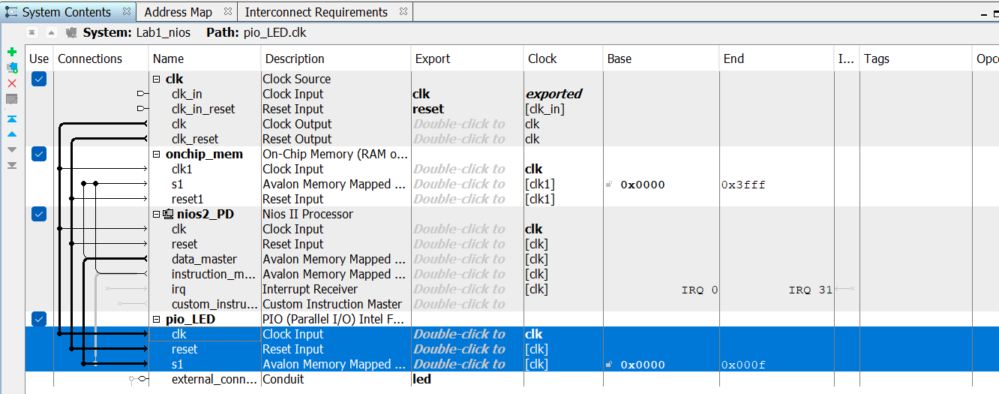 System Contents Address Map Interconnect Requirements
System: Lab1_nios Path: pio_LED.clk
Use Connections Name Description Export Clock Base End I... Tags Opco
clk Clock Source
clk_in Clock Input clk exported
clk_in_reset Reset Input reset [clk_in]
clk Clock Output Double-click to clk
clk_reset Reset Output Double-click to clk
onchip_mem On-Chip Memory (RAM o...
clk1 Clock Input Double-click to clk
s1 Avalon Memory Mapped ... Double-click to [clk1] 0x0000 0x3fff
reset1 Reset Input Double-click to [clk1]
nios2_PD Nios II Processor
clk Clock Input Double-click to clk
reset Reset Input Double-click to [clk]
data_master Avalon Memory Mapped ... Double-click to [clk]
instruction_m... Avalon Memory Mapped ... Double-click to [clk]
irq Interrupt Receiver Double-click to [clk] IRQ 0 IRQ 31
custom_instru... Custom Instruction Master Double-click to
pio_LED PIO (Parallel I/O) Intel F...
clk Clock Input Double-click to clk
reset Reset Input Double-click to [clk]
s1 Avalon Memory Mapped ... Double-click to [clk] 0x0000 0x000f
external_conn... Conduit led